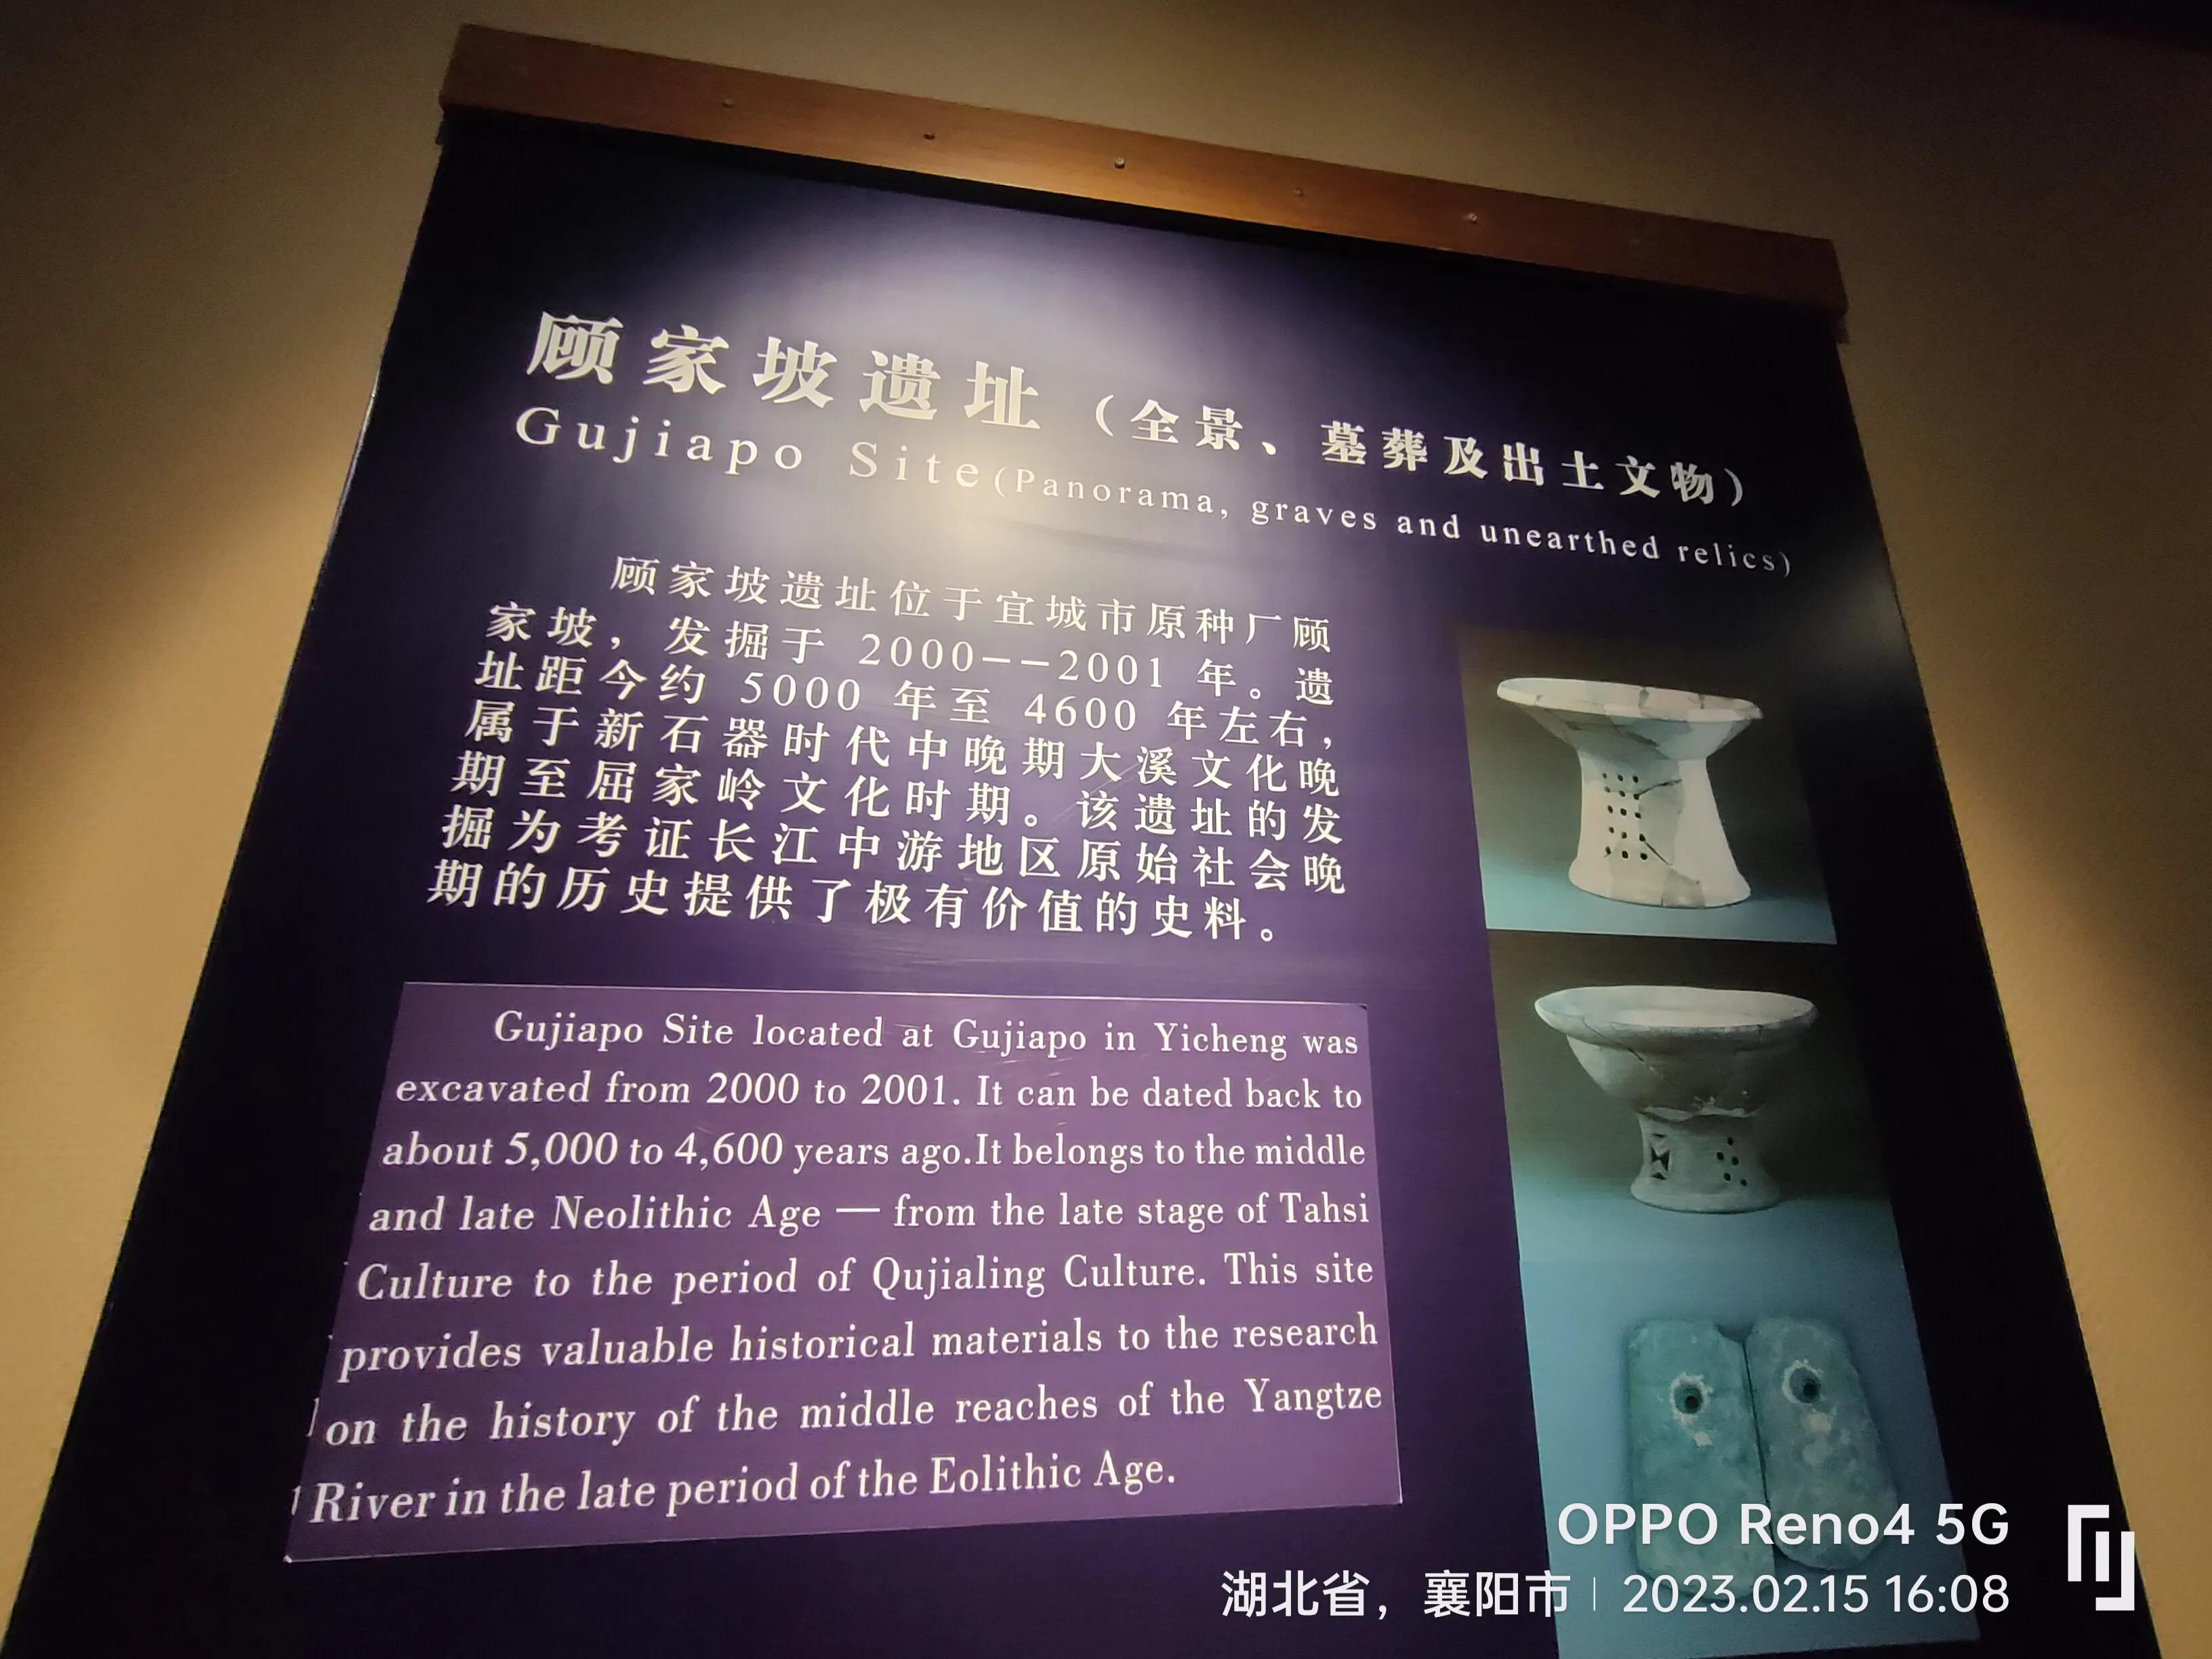 顾家坡遗址（全景、墓葬及出土文物）
Gujiapo Site(Panorama, graves and unearthed relics)
顾家坡遗址位于宜城市原种厂顾
家坡，发掘于 2000--2001 年。遗
址距今约 5000 年至 4600 年左右，
属于新石器时代中晚期大溪文化晚
期至屈家岭文化时期。该遗址的发
掘为考证长江中游地区原始社会晚
期的历史提供了极有价值的史料。
Gujiapo Site located at Gujiapo in Yicheng was
excavated from 2000 to 2001. It can be dated back to
about 5,000 to 4,600 years ago.It belongs to the middle
and late Neolithic Age — from the late stage of Tahsi
Culture to the period of Qujialing Culture. This site
provides valuable historical materials to the research
on the history of the middle reaches of the Yangtze
River in the late period of the Eolithic Age.
OPPO Reno4 5G
湖北省，襄阳市 | 2023.02.15 16:08